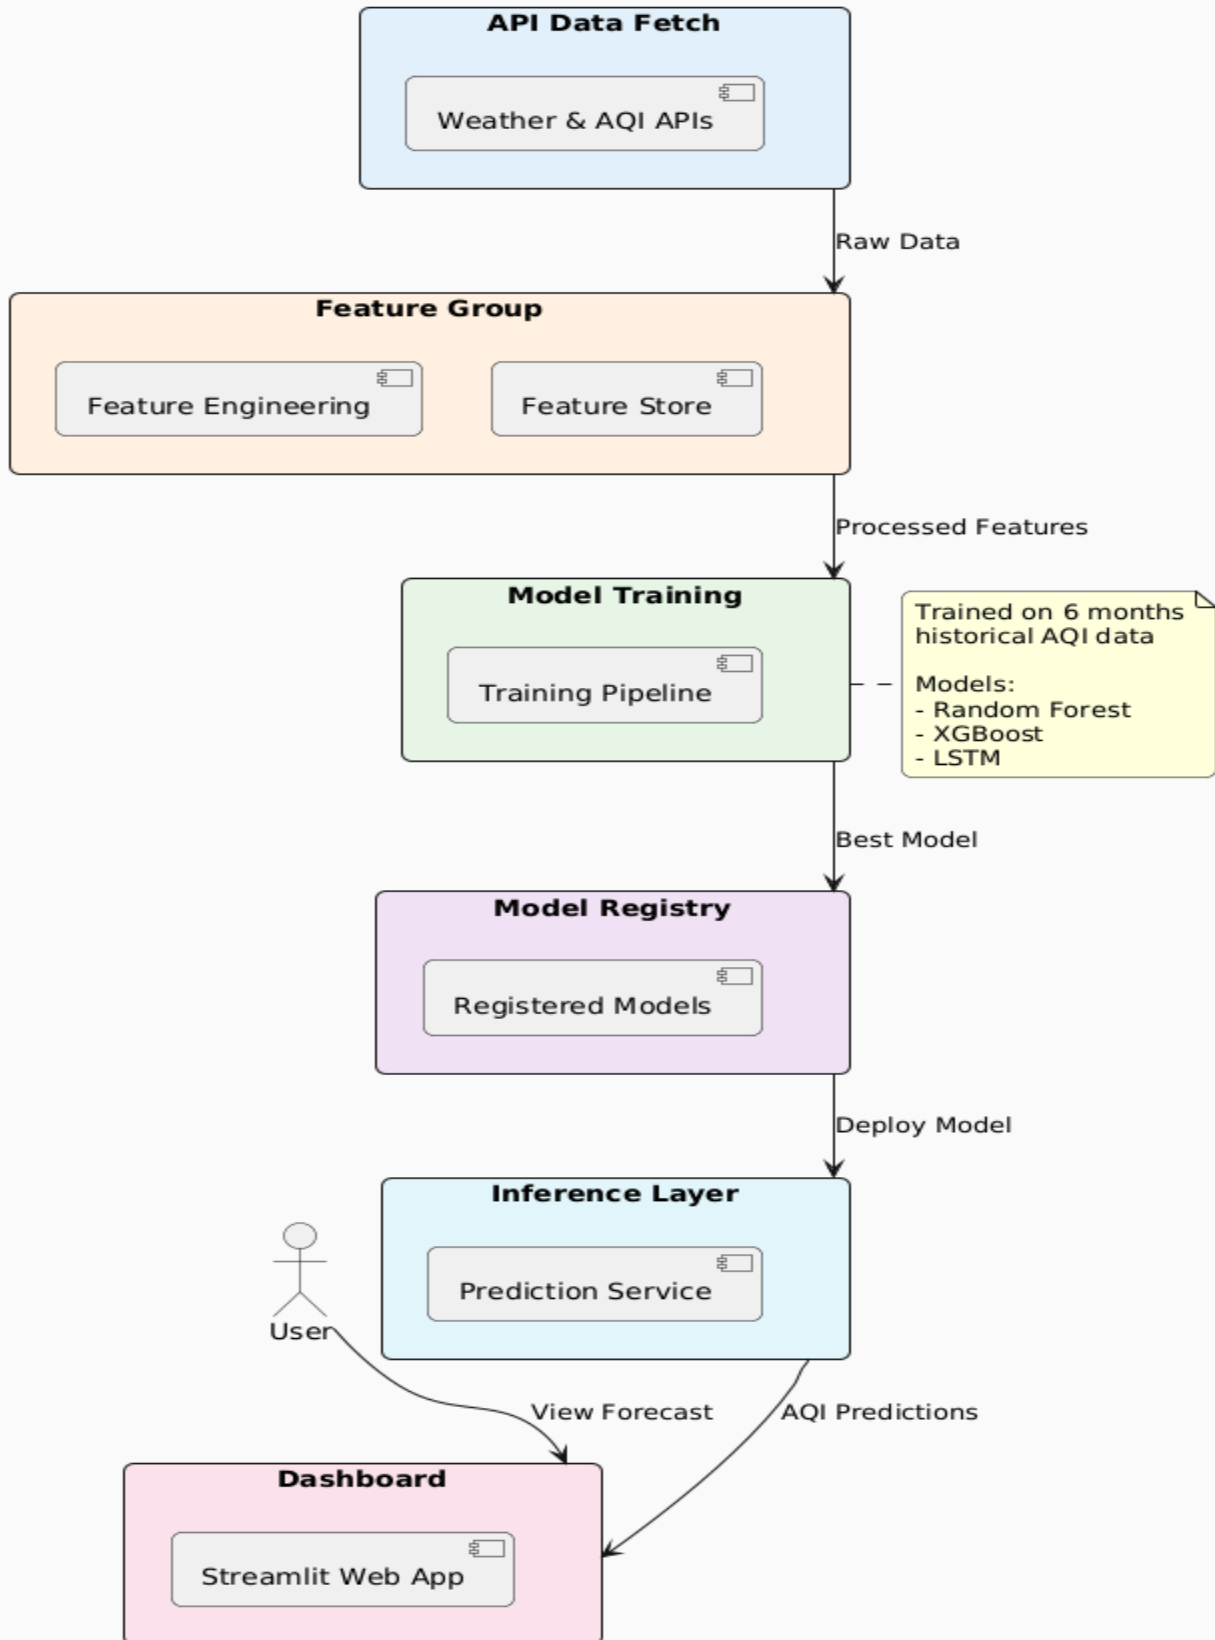 API Data Fetch
Weather & AQI APIs
Raw Data
Feature Group
Feature Engineering
Feature Store
Processed Features
Model Training
Training Pipeline
Trained on 6 months
historical AQI data
Models:
- Random Forest
- XGBoost
- LSTM
Best Model
Model Registry
Registered Models
Deploy Model
Inference Layer
Prediction Service
User
View Forecast
AQI Predictions
Dashboard
Streamlit Web App